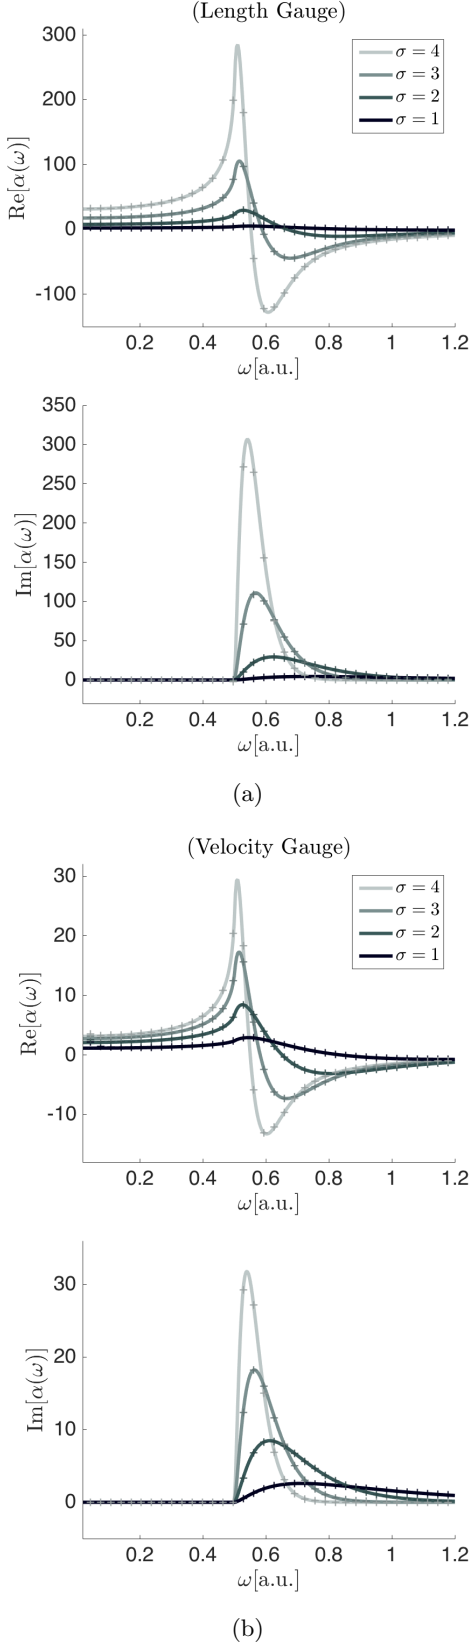 (Length Gauge)
300
200
100
0
-100
Re[α(ω)]
σ = 4
σ = 3
σ = 2
σ = 1
0.2 0.4 0.6 0.8 1 1.2
ω[a.u.]
350
300
250
200
150
100
50
0
Im[α(ω)]
0.2 0.4 0.6 0.8 1 1.2
ω[a.u.]
(a)
(Velocity Gauge)
30
20
10
0
-10
Re[α(ω)]
σ = 4
σ = 3
σ = 2
σ = 1
0.2 0.4 0.6 0.8 1 1.2
ω[a.u.]
30
20
10
0
Im[α(ω)]
0.2 0.4 0.6 0.8 1 1.2
ω[a.u.]
(b)